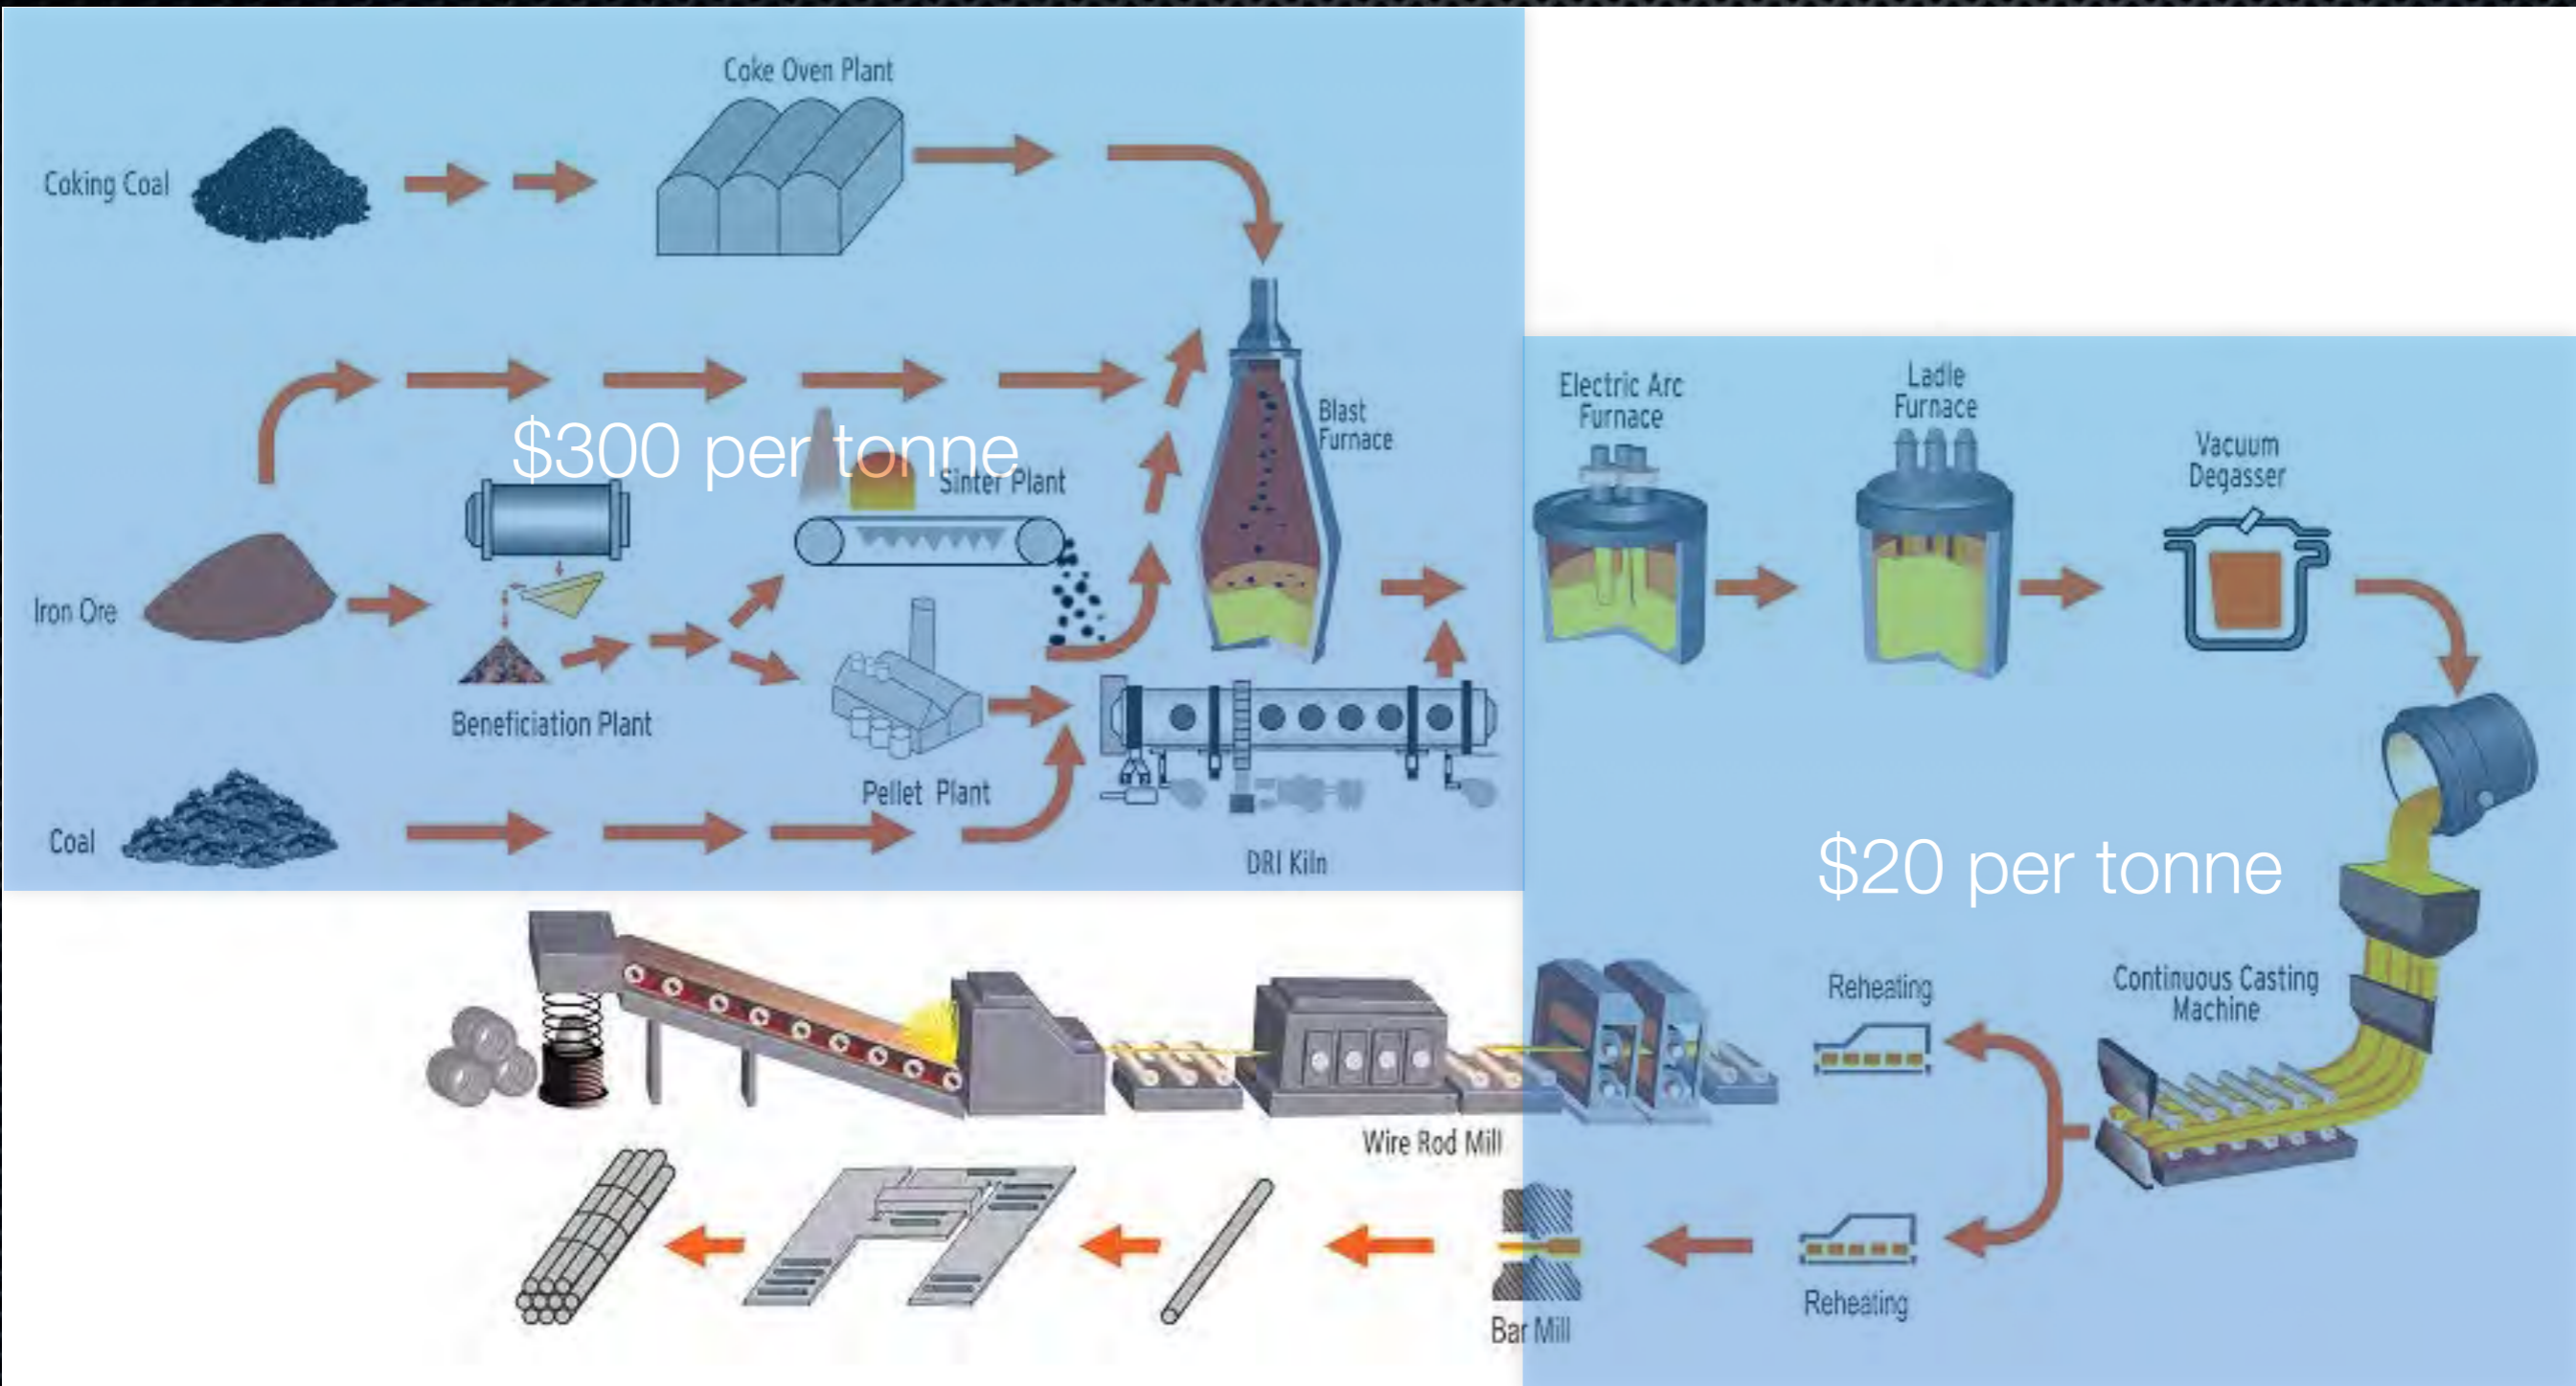 Coke Oven Plant
Coking Coal
$300 per tonne
Blast
Furnace
Sinter Plant
Iron Ore
Beneficiation Plant
Pellet Plant
Coal
DRI Kiln
Electric Arc
Furnace
Ladle
Furnace
Vacuum
Degasser
$20 per tonne
Continuous Casting
Machine
Reheating
Wire Rod Mill
Reheating
Bar Mill